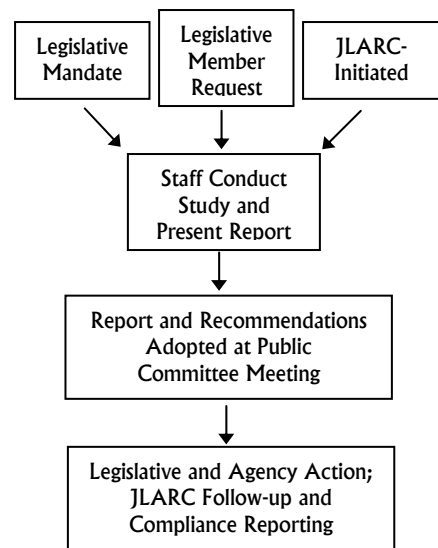 Legislative
Mandate
Legislative
Member
Request
JLARC-
Initiated
Staff Conduct
Study and
Present Report
Report and Recommendations
Adopted at Public
Committee Meeting
Legislative and Agency Action;
JLARC Follow-up and
Compliance Reporting